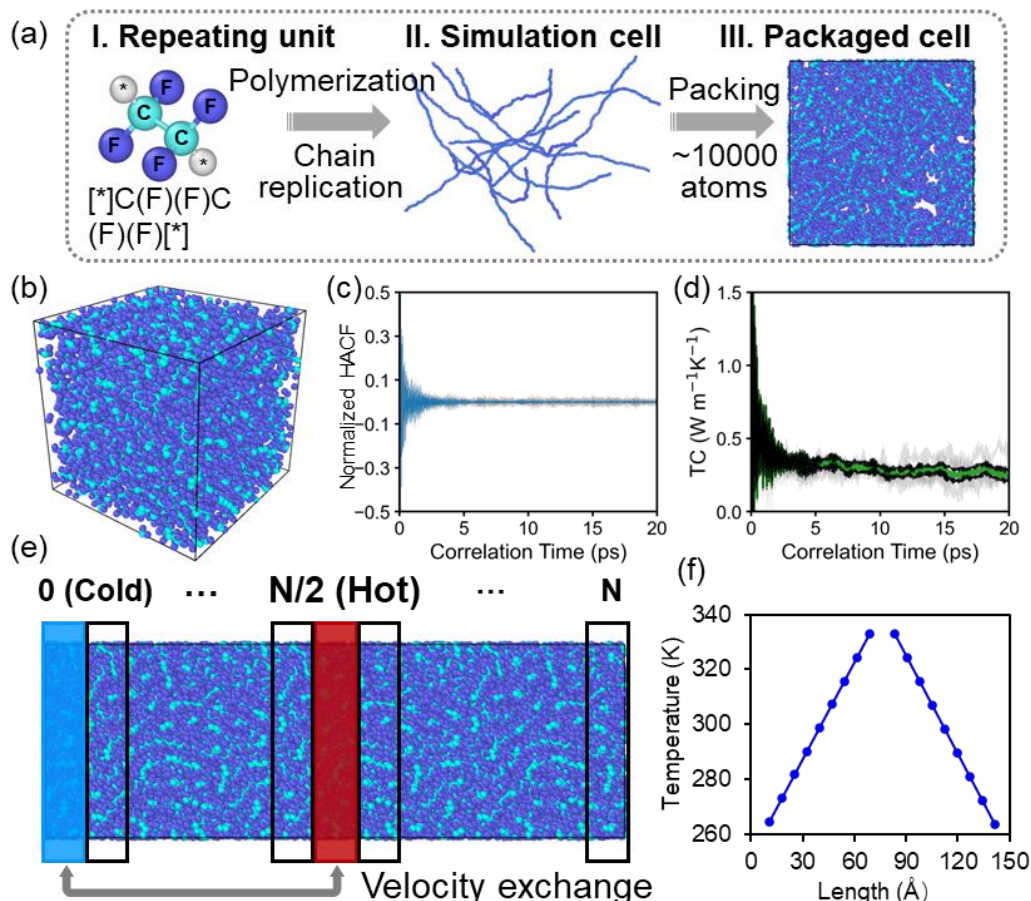 (a)
I. Repeating unit
II. Simulation cell
III. Packaged cell
* F F C C F F *
[*]C(F)(F)C
(F)(F)[*]
Polymerization
Chain
replication
Packing
~10000
atoms
(b)
(c)
Normalized HACF
0.5
0.3
0.1
−0.1
−0.3
−0.5
0 5 10 15 20
Correlation Time (ps)
(d)
TC (W m−1K−1)
1.5
1.0
0.5
0.0
0 5 10 15 20
Correlation Time (ps)
(e)
0 (Cold) ... N/2 (Hot) ... N
Velocity exchange
(f)
Temperature (K)
340
320
300
280
260
0 30 60 90 120 150
Length (Å)